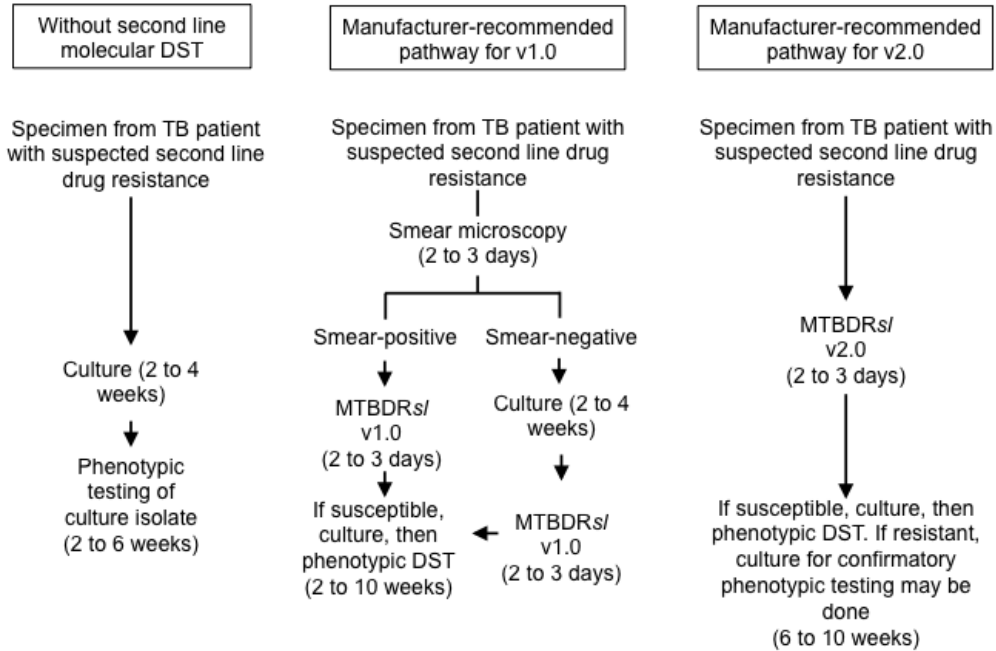 Without second line
molecular DST
Specimen from TB patient
with suspected second line
drug resistance
Culture (2 to 4
weeks)
Phenotypic
testing of
culture isolate
(2 to 6 weeks)
Manufacturer-recommended
pathway for v1.0
Specimen from TB patient with
suspected second line drug
resistance
Smear microscopy
(2 to 3 days)
Smear-positive
MTBDRsl
v1.0
(2 to 3 days)
If susceptible,
culture, then
phenotypic DST
(2 to 10 weeks)
Smear-negative
Culture (2 to 4
weeks)
MTBDRsl
v1.0
(2 to 3 days)
Manufacturer-recommended
pathway for v2.0
Specimen from TB patient with
suspected second line drug
resistance
MTBDRsl
v2.0
(2 to 3 days)
If susceptible, culture, then
phenotypic DST. If resistant,
culture for confirmatory
phenotypic testing may be
done
(6 to 10 weeks)